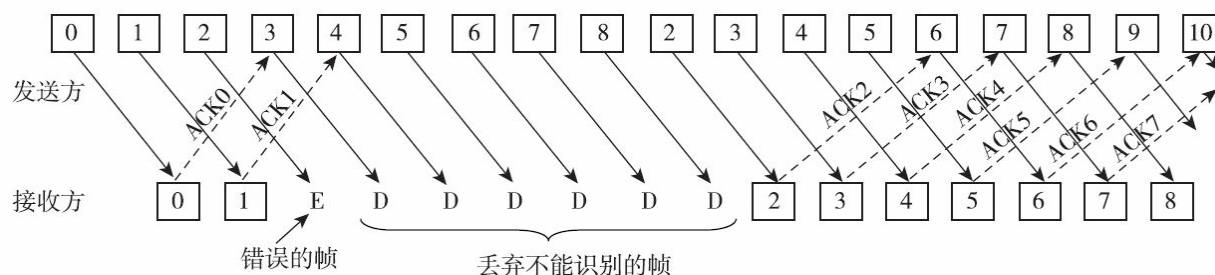 0 1 2 3 4 5 6 7 8 2 3 4 5 6 7 8 9 10
发送方
ACK0 ACK1 ACK2 ACK3 ACK4 ACK5 ACK6 ACK7
接收方 0 1 E D D D D D D 2 3 4 5 6 7 8
错误的帧
丢弃不能识别的帧